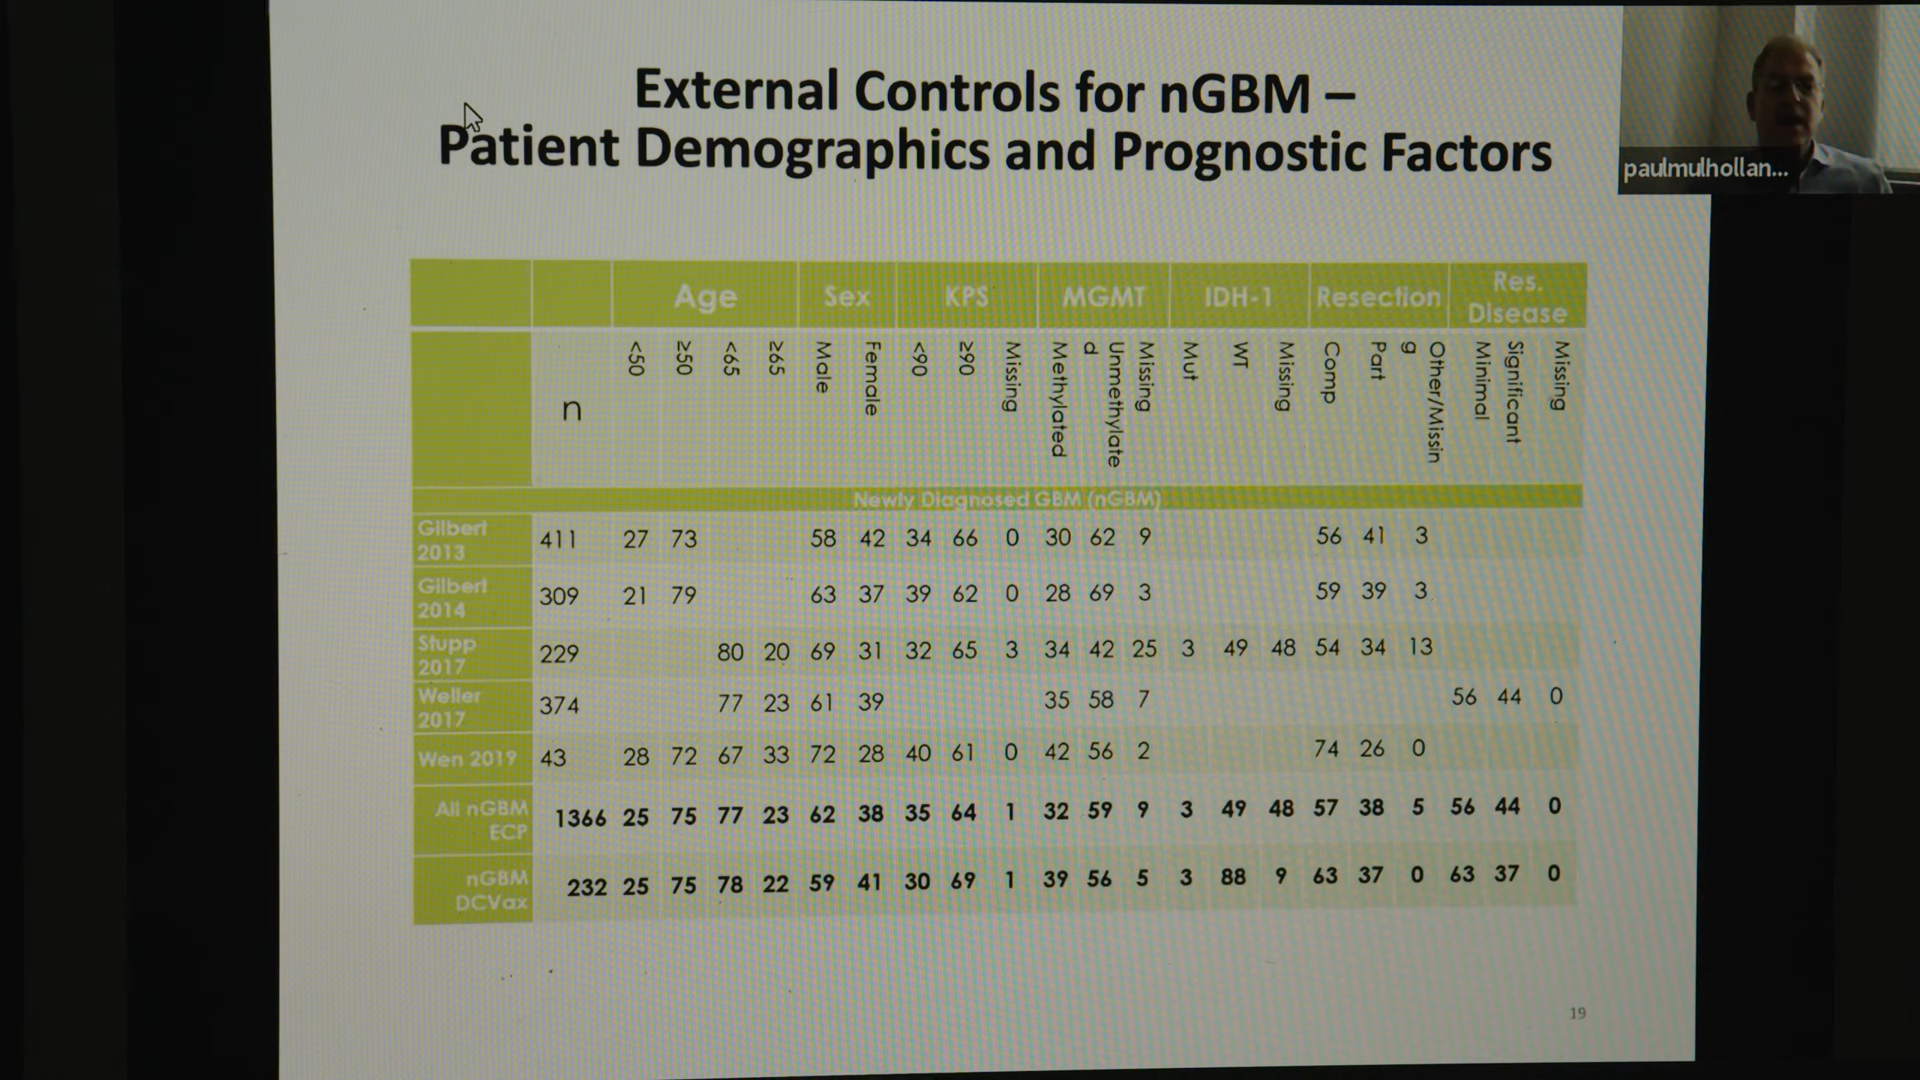 External Controls for nGBM –
Patient Demographics and Prognostic Factors
paulmulhollan...
Age Sex KPS MGMT IDH-1 Resection Res. Disease
n <50 ≥50 <65 ≥65 Male Female <90 ≥90 Missing Methylated Unmethylated Missing Mut WT Missing Comp Part Other/Missing Minimal Significant Missing
Newly Diagnosed GBM (nGBM)
Gilbert 2013 411 27 73 58 42 34 66 0 30 62 9 56 41 3
Gilbert 2014 309 21 79 63 37 39 62 0 28 69 3 59 39 3
Stupp 2017 229 80 20 69 31 32 65 3 34 42 25 3 49 48 54 34 13
Weller 2017 374 77 23 61 39 35 58 7 56 44 0
Wen 2019 43 28 72 67 33 72 28 40 61 0 42 56 2 74 26 0
All nGBM ECP 1366 25 75 77 23 62 38 35 64 1 32 59 9 3 49 48 57 38 5 56 44 0
nGBM DCVax 232 25 75 78 22 59 41 30 69 1 39 56 5 3 88 9 63 37 0 63 37 0
19